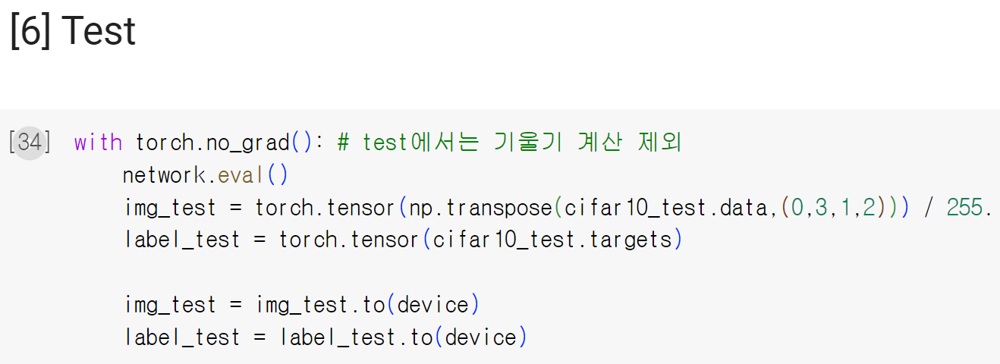 [6] Test
[34] with torch.no_grad(): # test에서는 기울기 계산 제외
network.eval()
img_test = torch.tensor(np.transpose(cifar10_test.data,(0,3,1,2))) / 255.
label_test = torch.tensor(cifar10_test.targets)
img_test = img_test.to(device)
label_test = label_test.to(device)